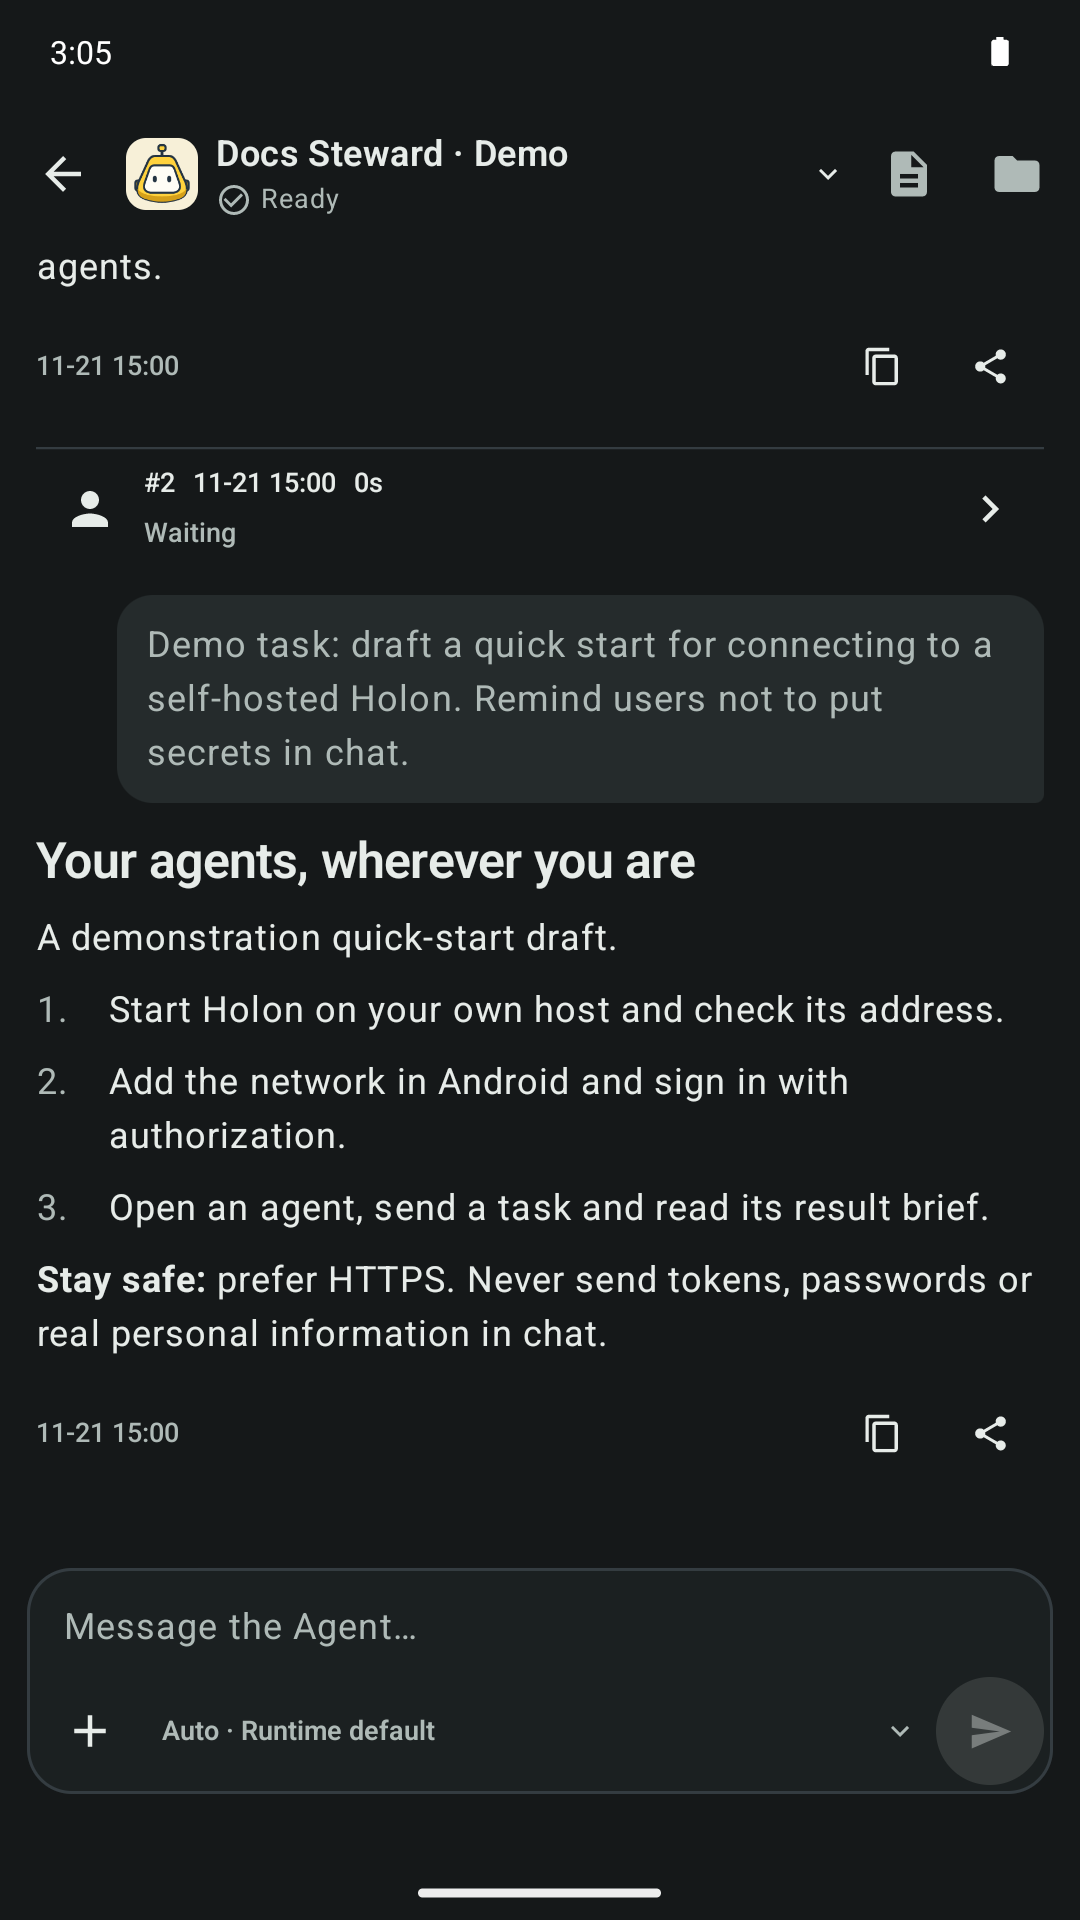 3:05
Docs Steward · Demo
Ready
agents.
11-21 15:00
#2 11-21 15:00 0s
Waiting
Demo task: draft a quick start for connecting to a
self-hosted Holon. Remind users not to put
secrets in chat.
Your agents, wherever you are
A demonstration quick-start draft.
1. Start Holon on your own host and check its address.
2. Add the network in Android and sign in with
authorization.
3. Open an agent, send a task and read its result brief.
Stay safe: prefer HTTPS. Never send tokens, passwords or
real personal information in chat.
11-21 15:00
Message the Agent…
Auto · Runtime default